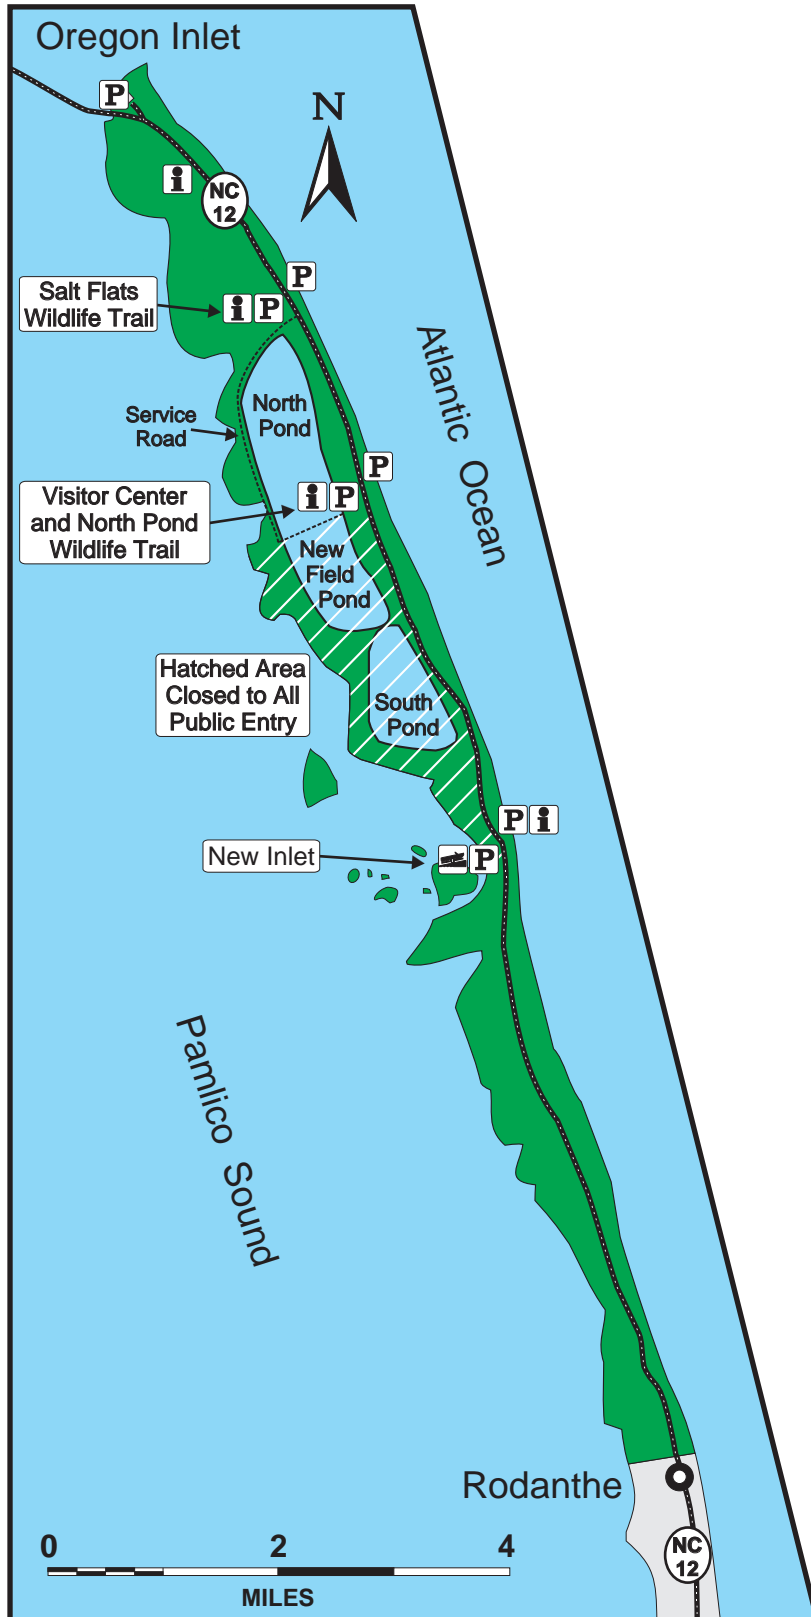 Oregon Inlet
P
N
i
NC
12
P
Salt Flats
Wildlife Trail
i P
Atlantic Ocean
North
Pond
Service
Road
P
Visitor Center
and North Pond
Wildlife Trail
i P
New
Field
Pond
Hatched Area
Closed to All
Public Entry
South
Pond
P i
New Inlet
P
Pamlico Sound
Rodanthe
0 2 4
MILES
NC
12